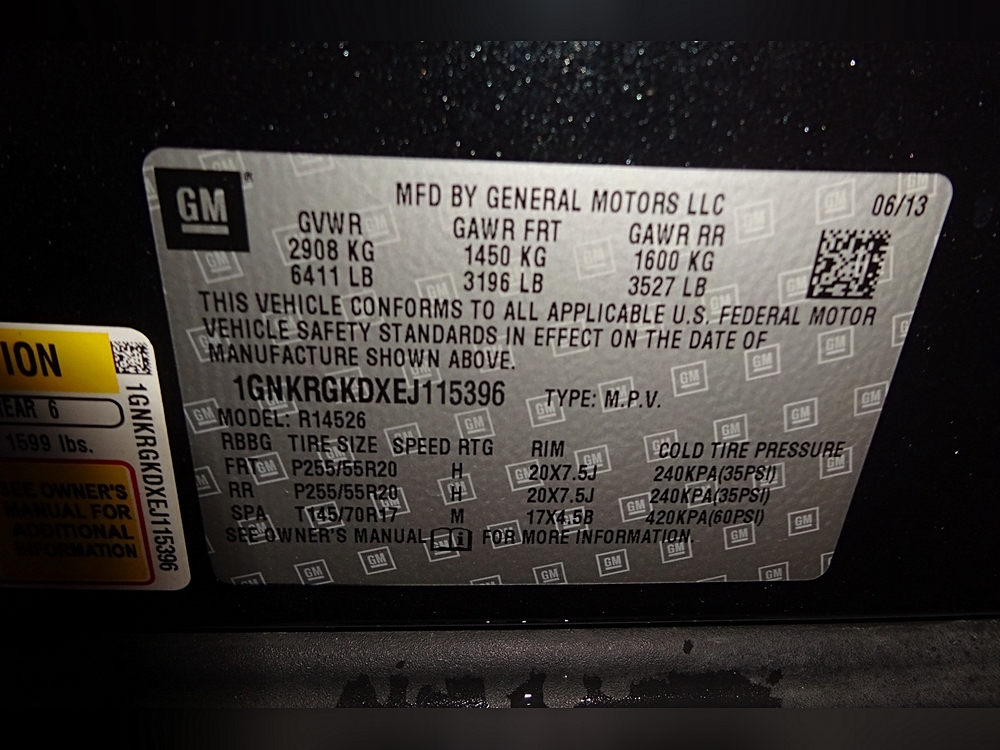 GM
MFD BY GENERAL MOTORS LLC
06/13
GVWR GAWR FRT GAWR RR
2908 KG 1450 KG 1600 KG
6411 LB 3196 LB 3527 LB
THIS VEHICLE CONFORMS TO ALL APPLICABLE U.S. FEDERAL MOTOR
VEHICLE SAFETY STANDARDS IN EFFECT ON THE DATE OF
MANUFACTURE SHOWN ABOVE.
1GNKRGKDXEJ115396 TYPE: M.P.V.
MODEL: R14526
RBBG TIRE SIZE SPEED RTG RIM COLD TIRE PRESSURE
FRT P255/55R20 H 20X7.5J 240KPA(35PSI)
RR P255/55R20 H 20X7.5J 240KPA(35PSI)
SPA T145/70R17 M 17X4.5B 420KPA(60PSI)
SEE OWNER'S MANUAL i FOR MORE INFORMATION.
TION
REAR 6
1599 lbs.
SEE OWNER'S
MANUAL FOR
ADDITIONAL
INFORMATION
1GNKRGKDXEJ115396